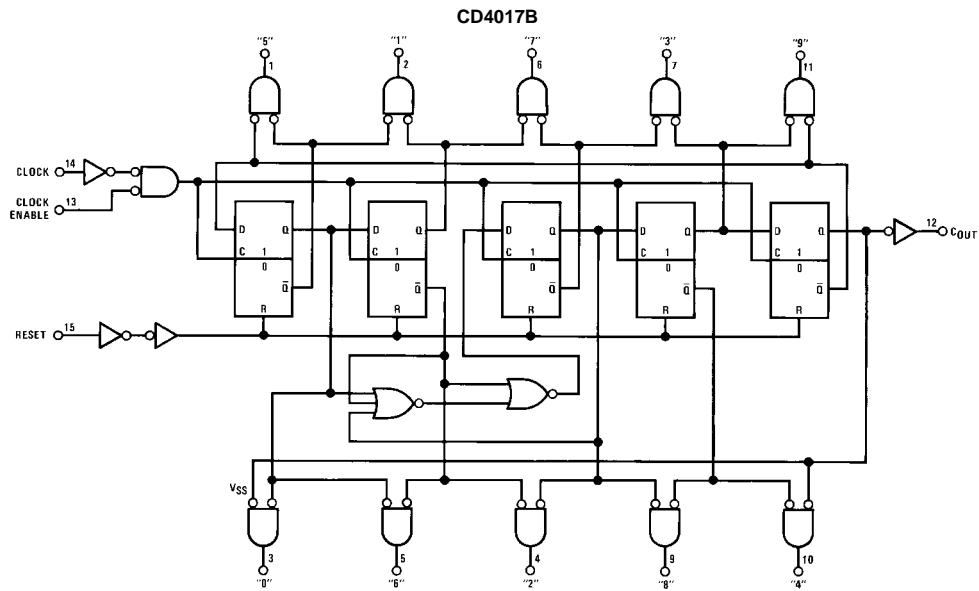 CD4017B
"5" "1" "7" "3" "9"
1 2 6 7 11
CLOCK 14
CLOCK ENABLE 13
D Q D Q D Q D Q D Q 12 COUT
C 1 C 1 C 1 C 1 C 1
0 0 0 0 0
Q Q Q Q Q
R R R R R
RESET 15
VSS
3 5 4 9 10
"0" "6" "2" "8" "4"